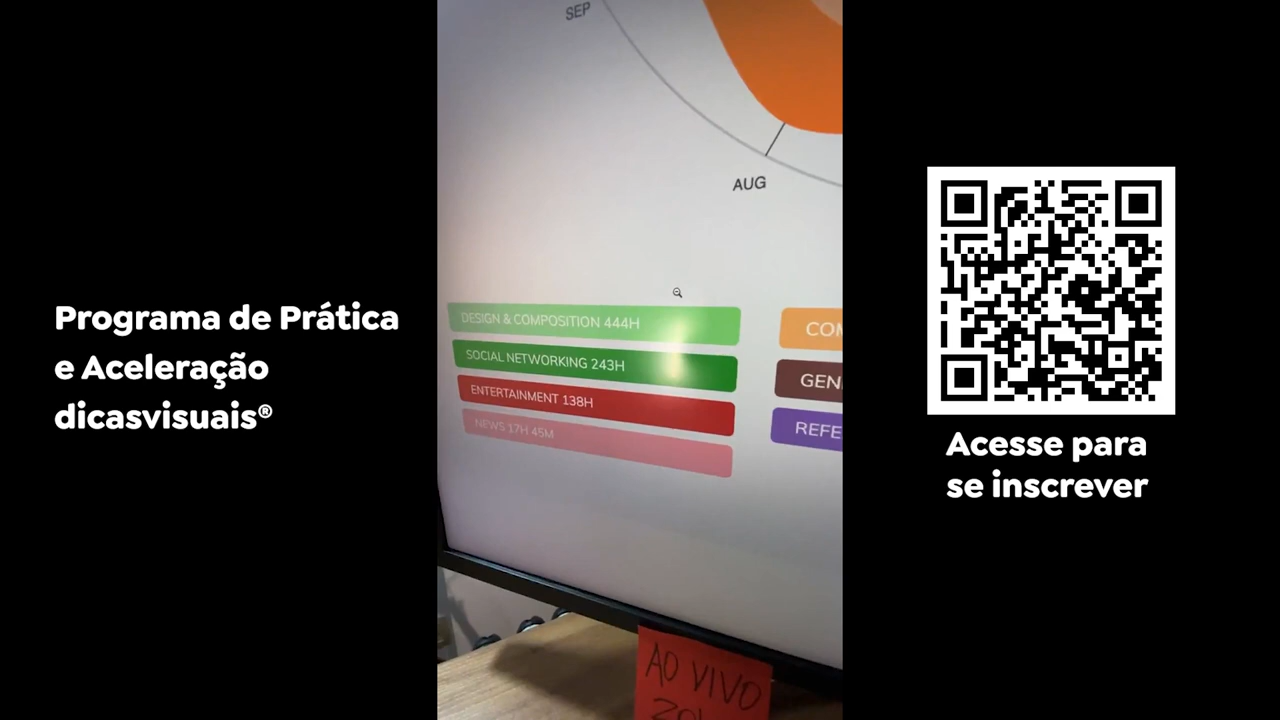 Programa de Prática
e Aceleração
dicasvisuais®
SEP
AUG
DESIGN & COMPOSITION 444H
SOCIAL NETWORKING 243H
ENTERTAINMENT 138H
NEWS 17H 45M
AO VIVO
Acesse para
se inscrever